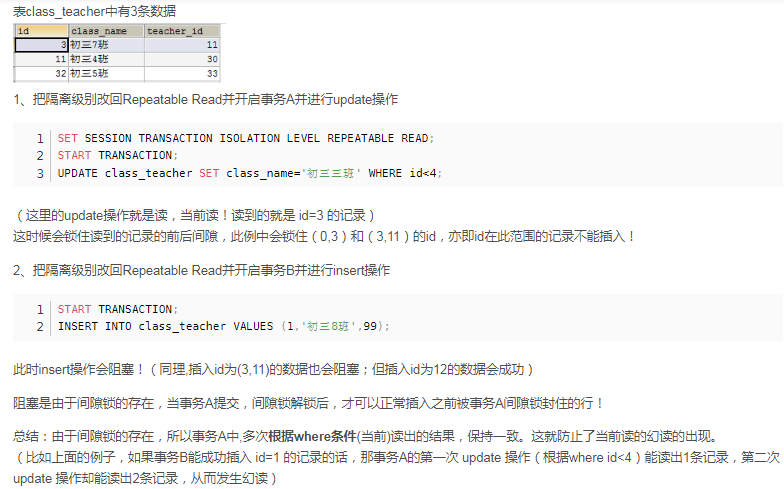 表class_teacher中有3条数据
id class_name teacher_id
3 初三7班 11
11 初三4班 30
32 初三5班 33
1、把隔离级别改回Repeatable Read并开启事务A并进行update操作
1 SET SESSION TRANSACTION ISOLATION LEVEL REPEATABLE READ;
2 START TRANSACTION;
3 UPDATE class_teacher SET class_name='初三三班' WHERE id<4;
（这里的update操作就是读，当前读！读到的就是 id=3 的记录）
这时候会锁住读到的记录的前后间隙，此例中会锁住（0,3）和（3,11）的id，亦即id在此范围的记录不能插入！
2、把隔离级别改回Repeatable Read并开启事务B并进行insert操作
1 START TRANSACTION;
2 INSERT INTO class_teacher VALUES (1,'初三8班',99);
此时insert操作会阻塞！（同理,插入id为(3,11)的数据也会阻塞；但插入id为12的数据会成功）
阻塞是由于间隙锁的存在，当事务A提交，间隙锁解锁后，才可以正常插入之前被事务A间隙锁封住的行！
总结：由于间隙锁的存在，所以事务A中,多次根据where条件(当前)读出的结果，保持一致。这就防止了当前读的幻读的出现。
（比如上面的例子，如果事务B能成功插入 id=1 的记录的话，那事务A的第一次 update 操作（根据where id<4）能读出1条记录，第二次
update 操作却能读出2条记录，从而发生幻读）